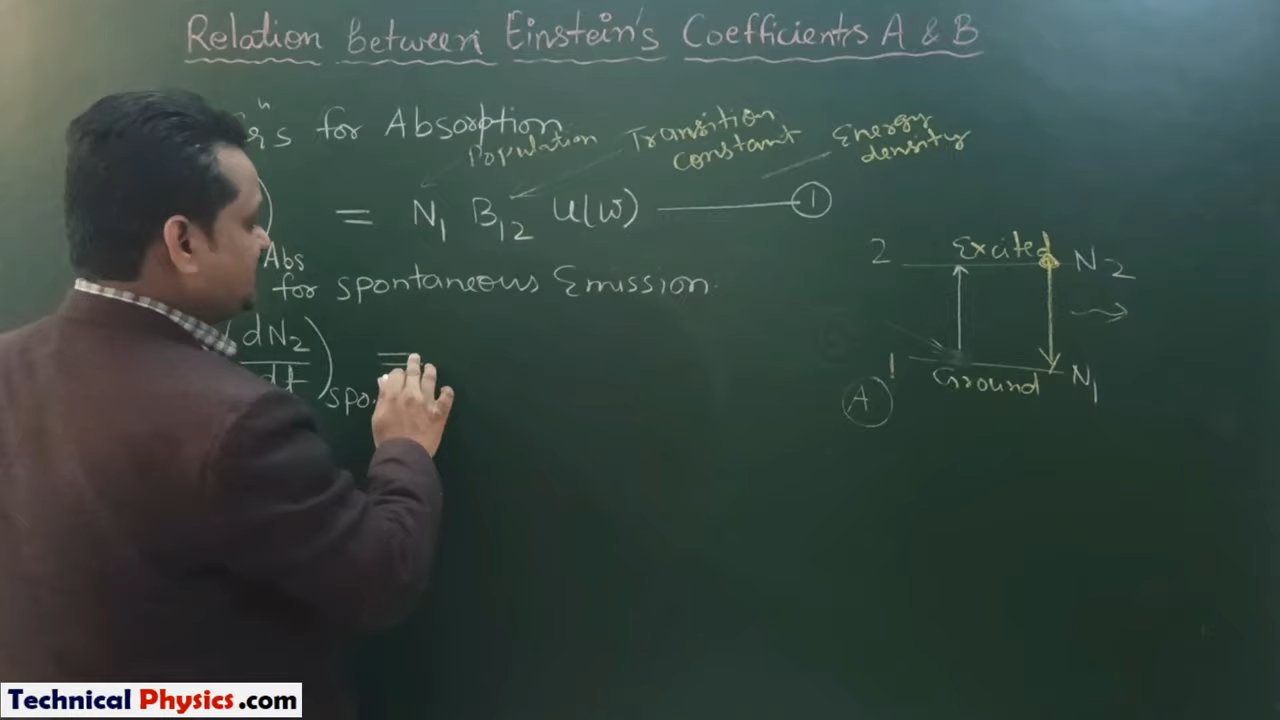 Relation between Einstein's Coefficients A & B
for Absorption
Population
Transition constant
Energy density
= N₁ B₁₂ U(W) ——— ①
Abs
for spontaneous Emission.
dN₂
dt
spo
=
2 Excited N₂
1 Ground N₁
A
Technical Physics.com